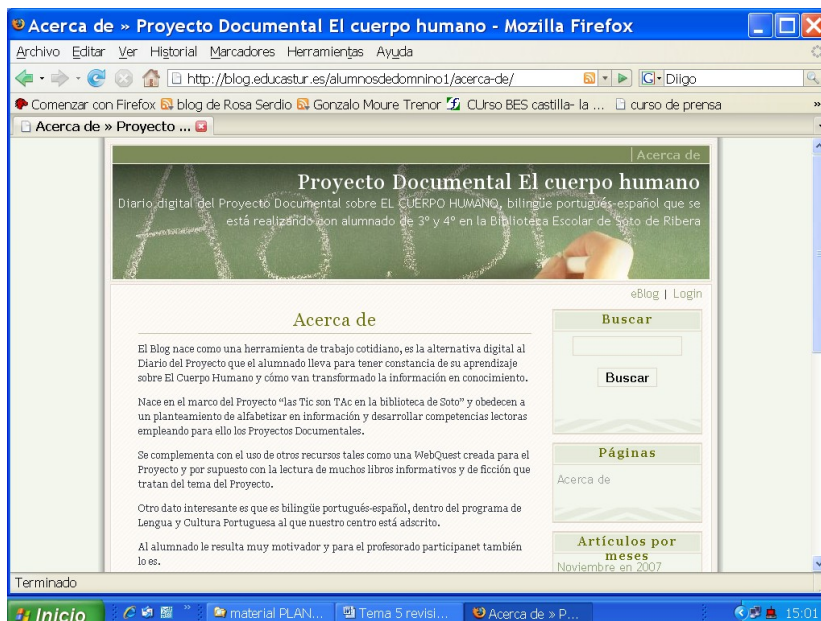 Acerca de » Proyecto Documental El cuerpo humano - Mozilla Firefox
Archivo Editar Ver Historial Marcadores Herramientas Ayuda
http://blog.educastur.es/alumnosdedomnino1/acerca-de/ G Diigo
Comenzar con Firefox blog de Rosa Serdio Gonzalo Moure Trenor CUrso BES castilla- la ... curso de prensa »
Acerca de » Proyecto ...
Acerca de
Proyecto Documental El cuerpo humano
Diario digital del Proyecto Documental sobre EL CUERPO HUMANO, bilingüe portugués-español que se
está realizando con alumnado de 3º y 4º en la Biblioteca Escolar de Soto de Ribera
eBlog | Login
Acerca de
El Blog nace como una herramienta de trabajo cotidiano, es la alternativa digital al
Diario del Proyecto que el alumnado lleva para tener constancia de su aprendizaje
sobre El Cuerpo Humano y cómo van transformado la información en conocimiento.
Nace en el marco del Proyecto “las Tic son TAc en la biblioteca de Soto” y obedecen a
un planteamiento de alfabetizar en información y desarrollar competencias lectoras
empleando para ello los Proyectos Documentales.
Se complementa con el uso de otros recursos tales como una WebQuest creada para el
Proyecto y por supuesto con la lectura de muchos libros informativos y de ficción que
tratan del tema del Proyecto.
Otro dato interesante es que es bilingüe portugués-español, dentro del programa de
Lengua y Cultura Portuguesa al que nuestro centro está adscrito.
Al alumnado le resulta muy motivador y para el profesorado participanet también
lo es.
Buscar
Buscar
Páginas
Acerca de
Artículos por
meses
Noviembre en 2007
Terminado
Inicio » material PLAN... Tema 5 revisi... Acerca de » P... 15:01